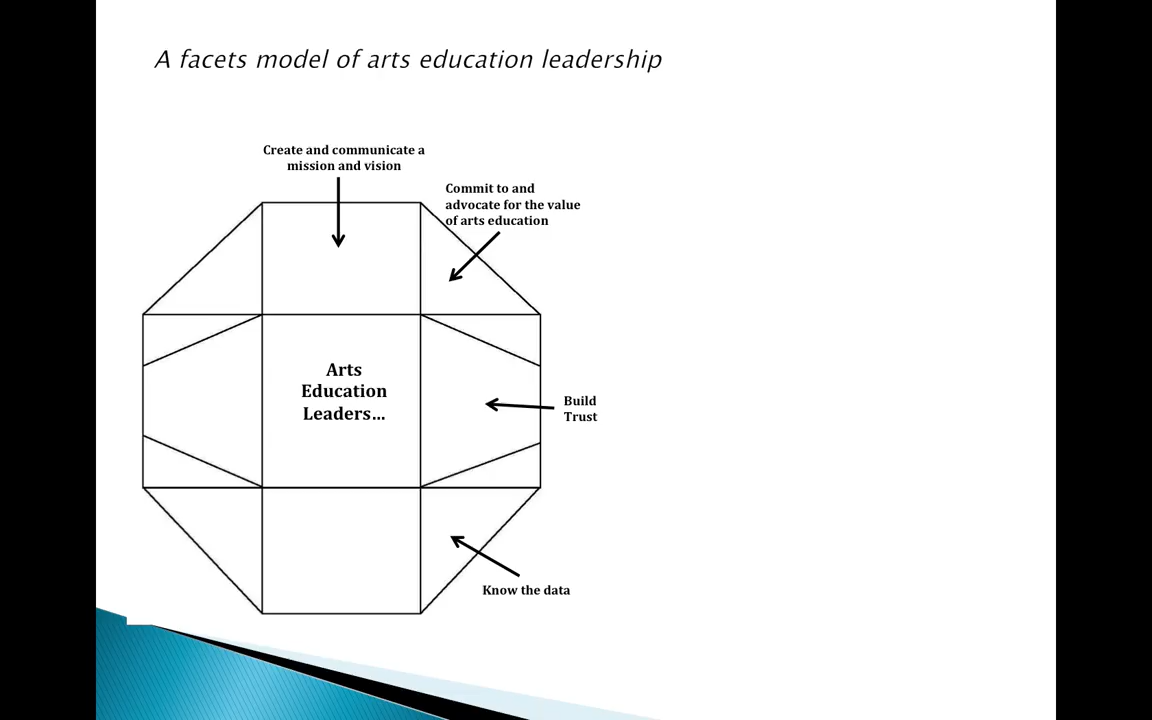 A facets model of arts education leadership
Create and communicate a
mission and vision
Commit to and
advocate for the value
of arts education
Arts
Education
Leaders…
Build
Trust
Know the data